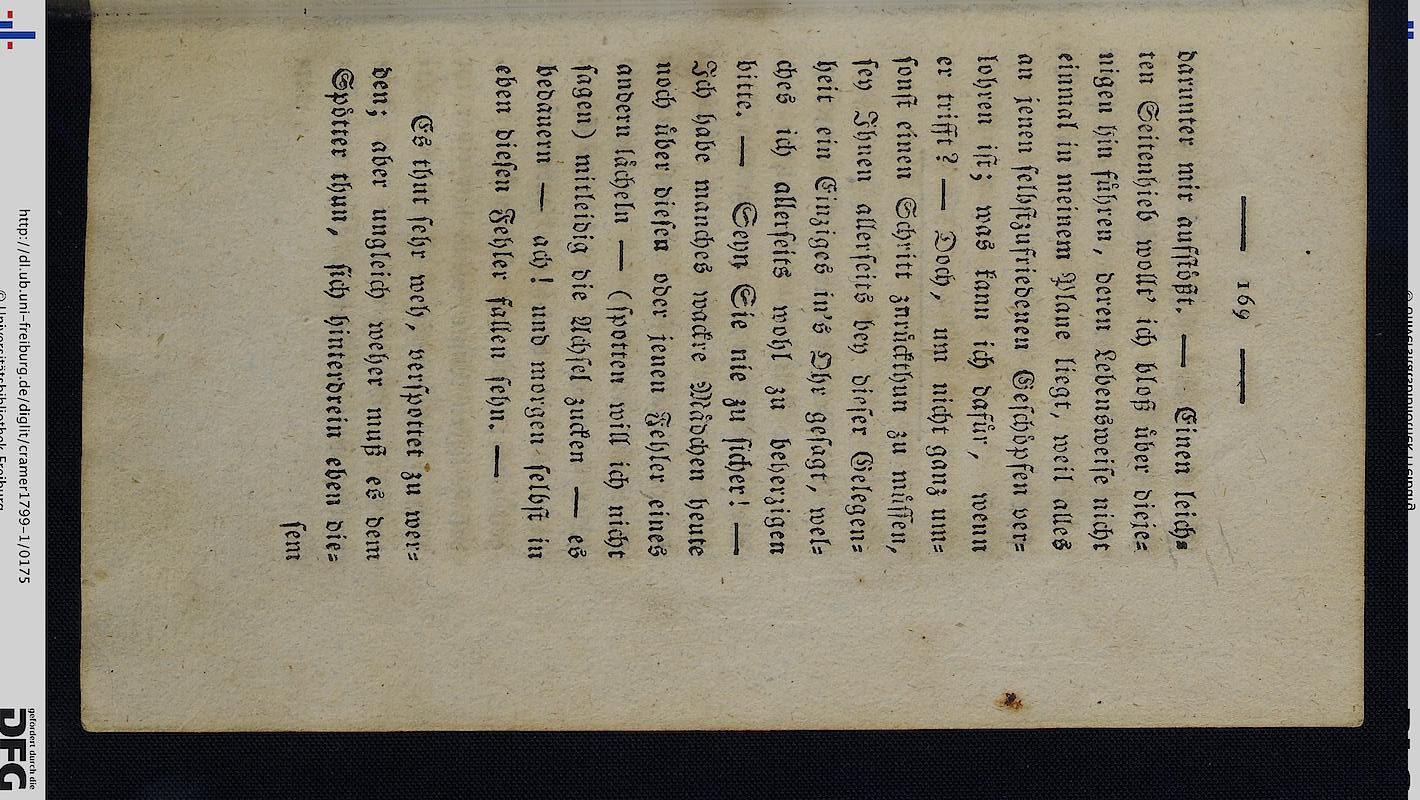 — 169 —
darunter mir aufſtößt. — Einen leich-
ten Seitenhieb wollt' ich bloß über dieje-
nigen hin führen, deren Lebensweiſe nicht
einmal in meinem Plane liegt, weil alles
an jenen ſelbſtzufriedenen Geſchöpfen ver-
lohren iſt; was kann ich dafür, wenn
er trifft? — Doch, um nicht ganz um-
ſonſt einen Schritt zurückthun zu müſſen,
ſey Ihnen allerſeits bey dieſer Gelegen-
heit ein Einziges in's Ohr geſagt, wel-
ches ich allerſeits wohl zu beherzigen
bitte. — Seyn Sie nie zu ſicher! —
Ich habe manches wackre Mädchen heute
noch über dieſen oder jenen Fehler eines
andern lächeln — (ſpotten will ich nicht
ſagen) mitleidig die Achſel zucken — es
bedauern — ach! und morgen ſelbſt in
eben dieſen Fehler fallen ſehn. —
Es thut ſehr weh, verſpottet zu wer-
den; aber ungleich weher muß es dem
Spötter thun, ſich hinterdrein eben die-
ſem
http://dl.ub.uni-freiburg.de/diglit/cramer1799-1/0175
© Universitätsbibliothek Freiburg
gefördert durch die
DFG